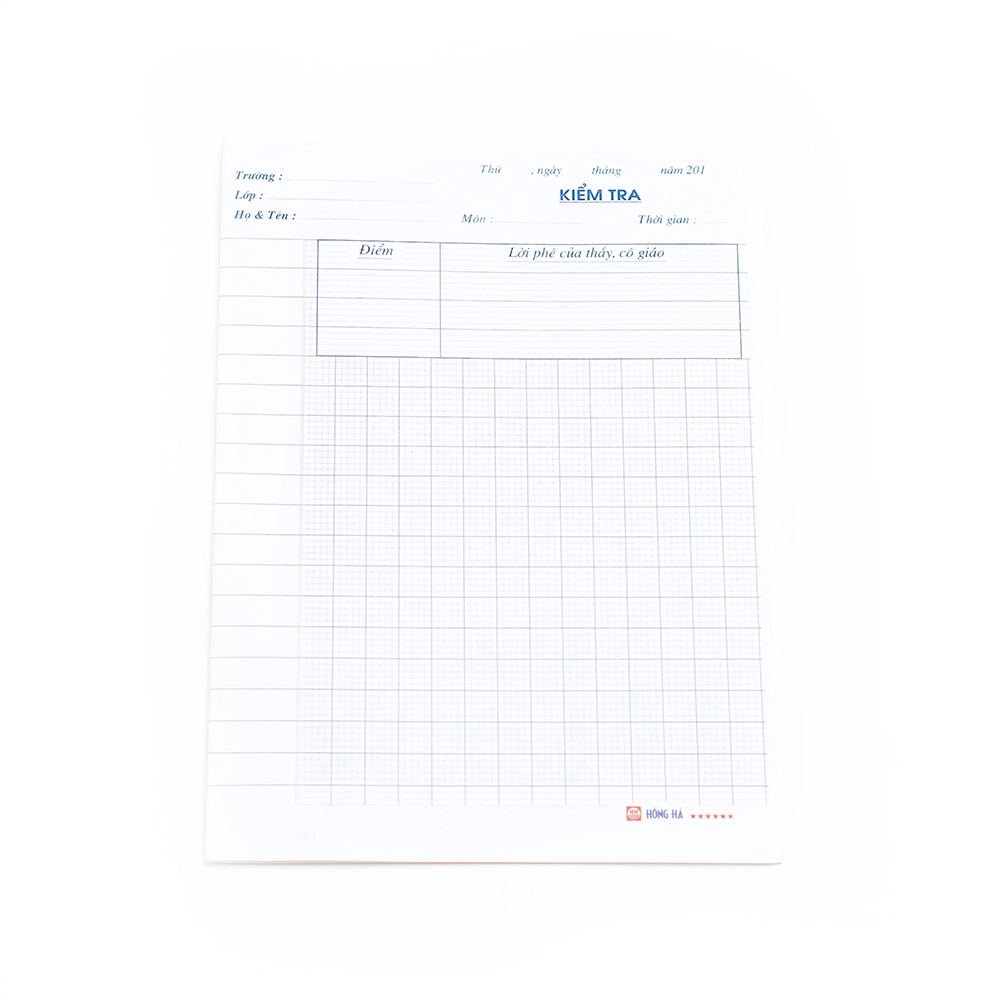 Thứ , ngày tháng năm 201
Trường :
KIỂM TRA
Lớp :
Họ & Tên :
Môn :
Thời gian :
Điểm
Lời phê của thầy, cô giáo
HỒNG HÀ